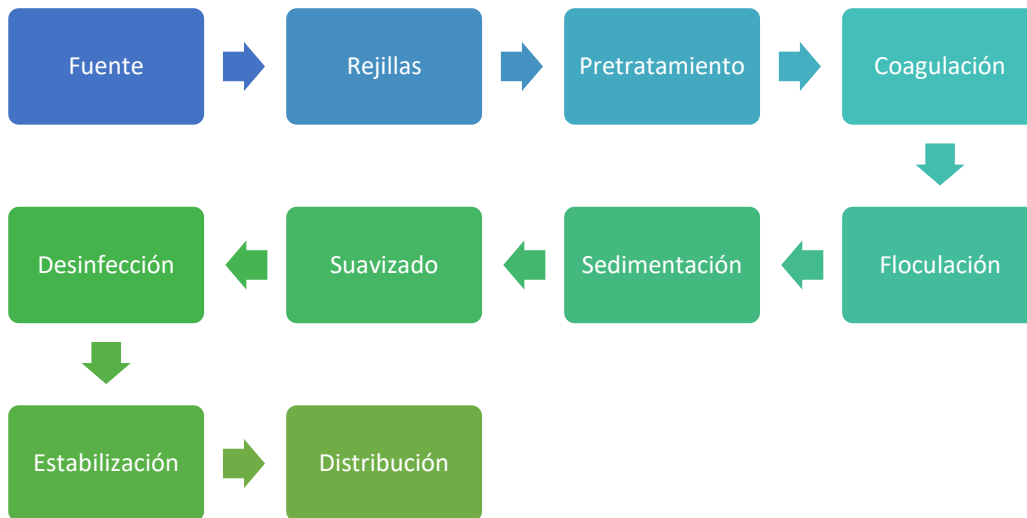 Fuente
Rejillas
Pretratamiento
Coagulación
Floculación
Sedimentación
Suavizado
Desinfección
Estabilización
Distribución